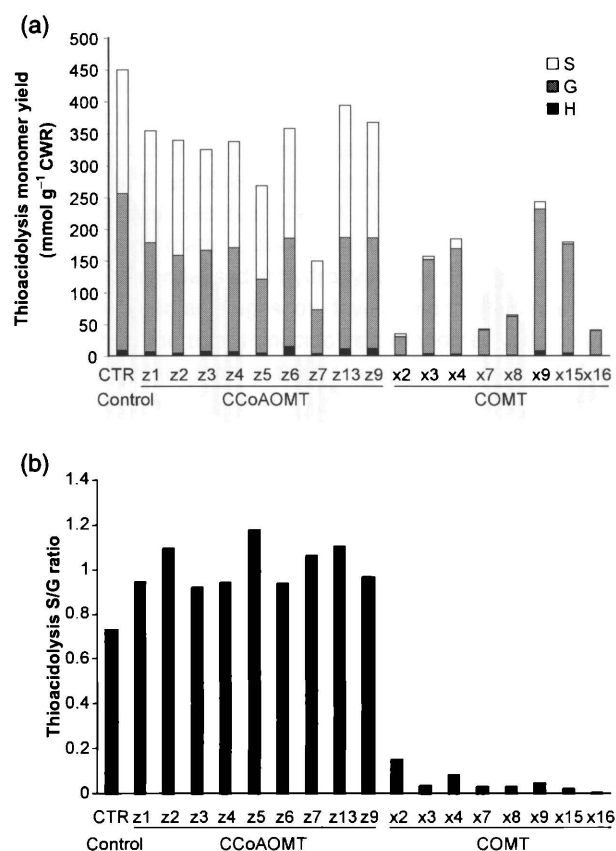 (a)
Thioacidolysis monomer yield
(mmol g⁻¹ CWR)
500
450
400
350
300
250
200
150
100
50
0
S
G
H
CTR z1 z2 z3 z4 z5 z6 z7 z13 z9 x2 x3 x4 x7 x8 x9 x15 x16
Control CCoAOMT COMT
(b)
Thioacidolysis S/G ratio
1.4
1.2
1
0.8
0.6
0.4
0.2
0
CTR z1 z2 z3 z4 z5 z6 z7 z13 z9 x2 x3 x4 x7 x8 x9 x15 x16
Control CCoAOMT COMT